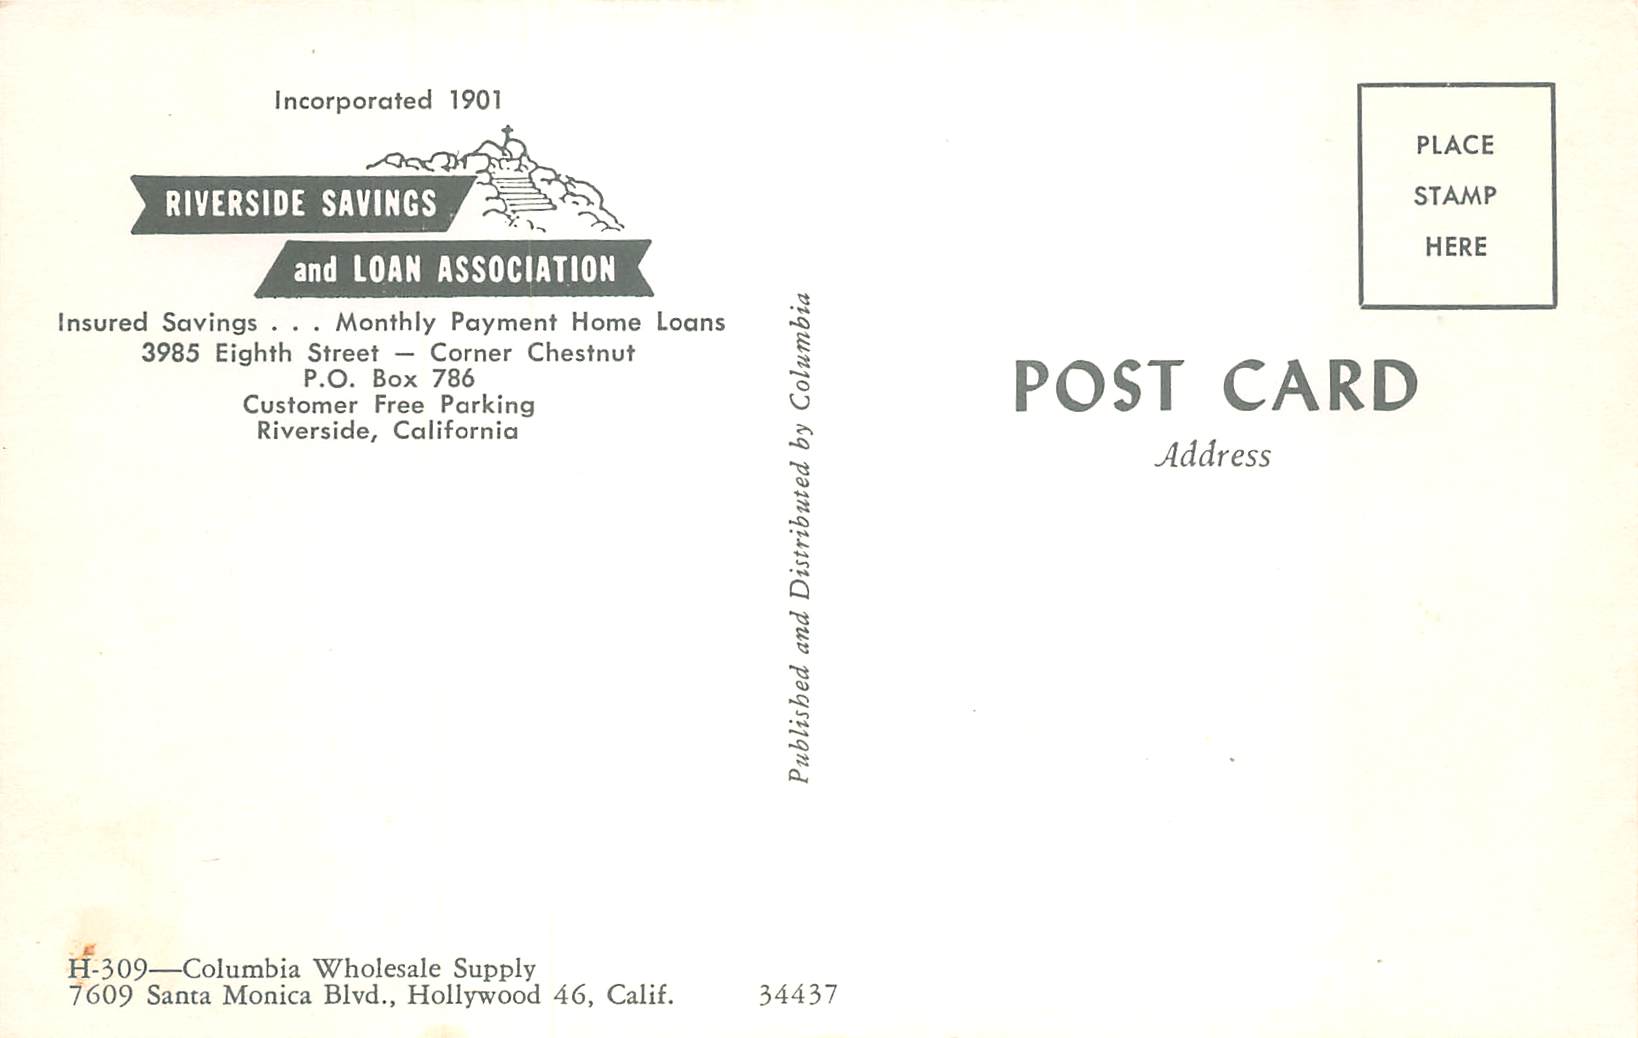 Incorporated 1901
RIVERSIDE SAVINGS
and LOAN ASSOCIATION
Insured Savings . . . Monthly Payment Home Loans
3985 Eighth Street — Corner Chestnut
P.O. Box 786
Customer Free Parking
Riverside, California
H-309—Columbia Wholesale Supply
7609 Santa Monica Blvd., Hollywood 46, Calif.
34437
Published and Distributed by Columbia
PLACE
STAMP
HERE
POST CARD
Address